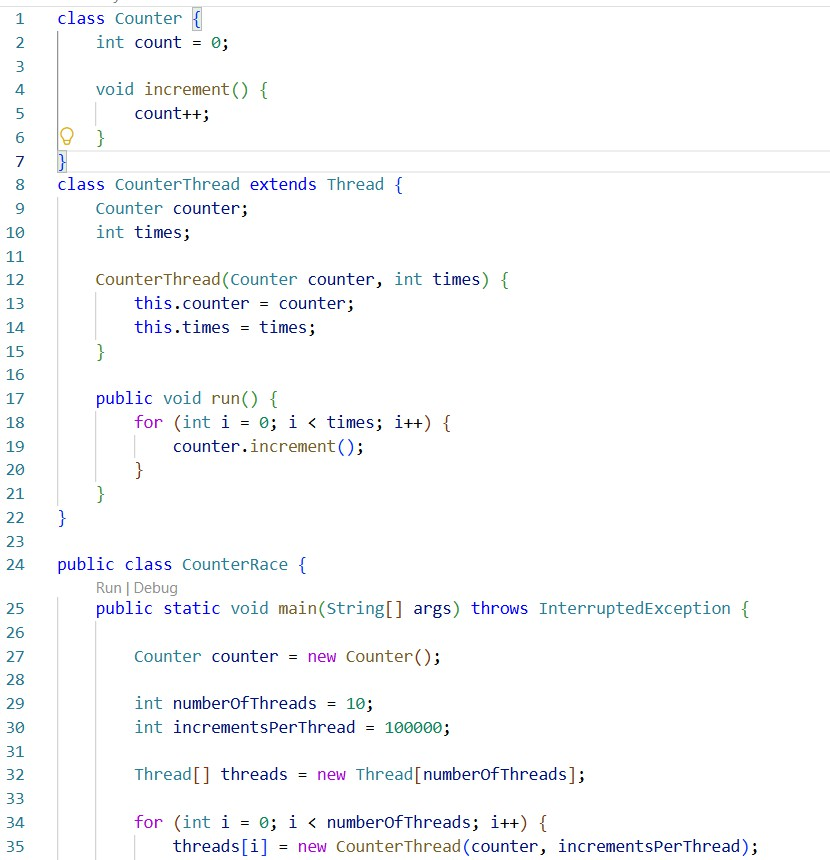 1 class Counter {
2     int count = 0;
3
4     void increment() {
5         count++;
6     }
7 }
8 class CounterThread extends Thread {
9     Counter counter;
10     int times;
11
12     CounterThread(Counter counter, int times) {
13         this.counter = counter;
14         this.times = times;
15     }
16
17     public void run() {
18         for (int i = 0; i < times; i++) {
19             counter.increment();
20         }
21     }
22 }
23
24 public class CounterRace {
Run | Debug
25     public static void main(String[] args) throws InterruptedException {
26
27         Counter counter = new Counter();
28
29         int numberOfThreads = 10;
30         int incrementsPerThread = 100000;
31
32         Thread[] threads = new Thread[numberOfThreads];
33
34         for (int i = 0; i < numberOfThreads; i++) {
35             threads[i] = new CounterThread(counter, incrementsPerThread);